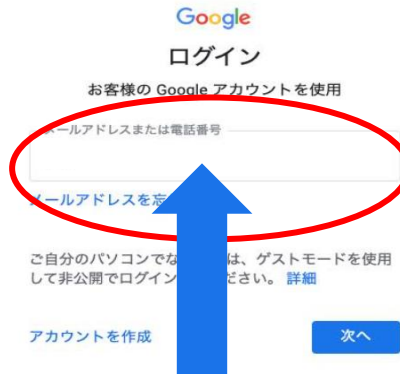 Google
ログイン
お客様の Google アカウントを使用
メールアドレスまたは電話番号
メールアドレスを忘
ご自分のパソコンでな は、ゲストモードを使用
して非公開でログイン ださい。 詳細
アカウントを作成
次へ